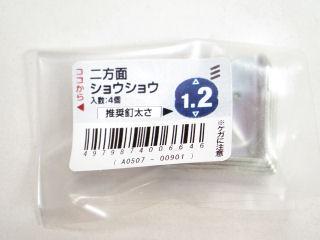 ココから
二方面
ショウショウ
入数:4個
推奨釘太さ
1.2
※ケガに注意
4979874006646
(A0507-00901)